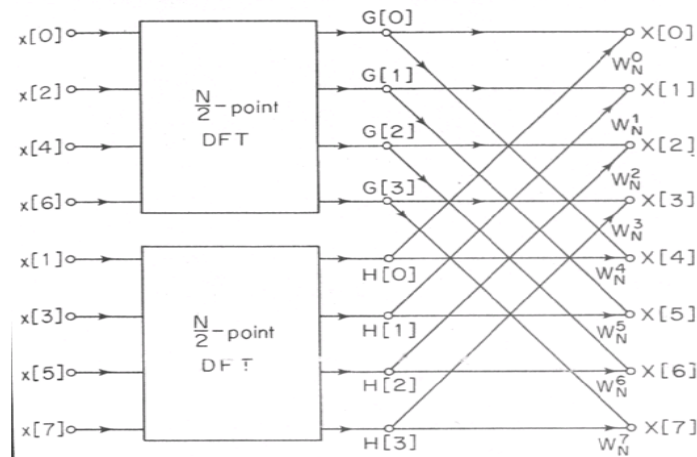 x[0] G[0] X[0]
W_N^0
x[2] G[1] X[1]
N/2-point
DFT
W_N^1
x[4] G[2] X[2]
W_N^2
x[6] G[3] X[3]
W_N^3
x[1] H[0] X[4]
W_N^4
x[3] H[1] X[5]
N/2-point
DFT
W_N^5
x[5] H[2] X[6]
W_N^6
x[7] H[3] X[7]
W_N^7